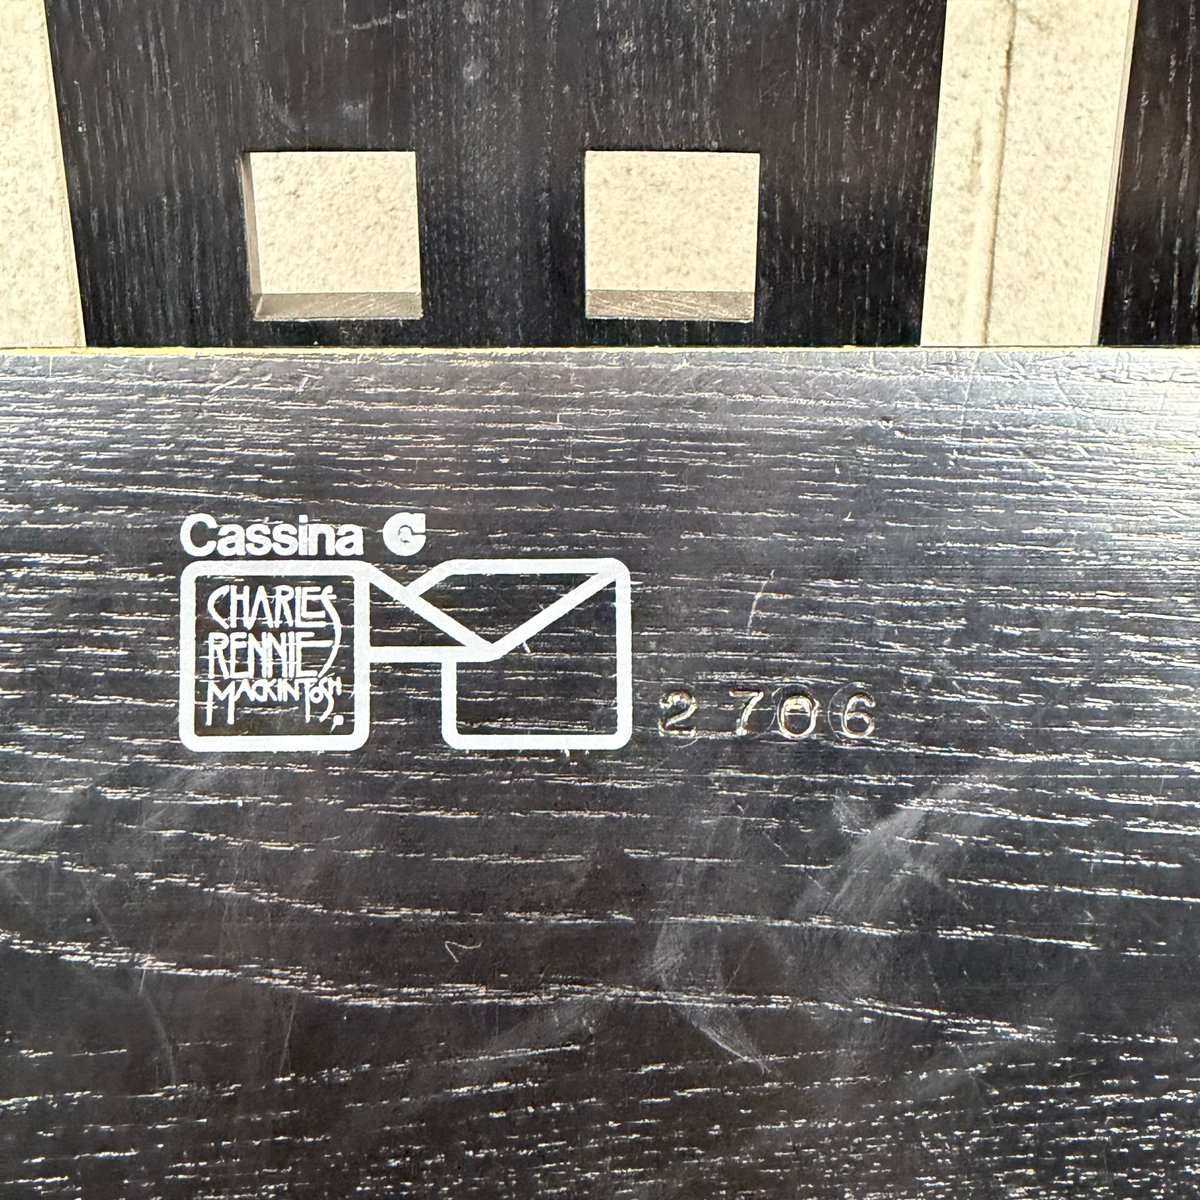 Cassina
CHARLES
RENNIE
MACKINTOSH
2706